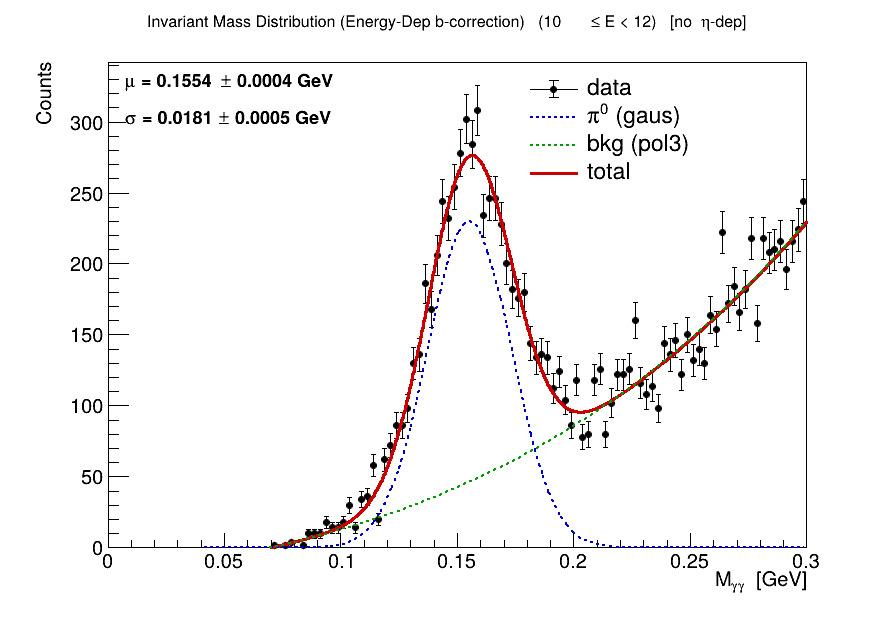 Invariant Mass Distribution (Energy-Dep b-correction) (10 ≤ E < 12) [no η-dep]
μ = 0.1554 ± 0.0004 GeV
σ = 0.0181 ± 0.0005 GeV
data
π⁰ (gaus)
bkg (pol3)
total
Counts
300
250
200
150
100
50
0
0 0.05 0.1 0.15 0.2 0.25 0.3
Mγγ [GeV]